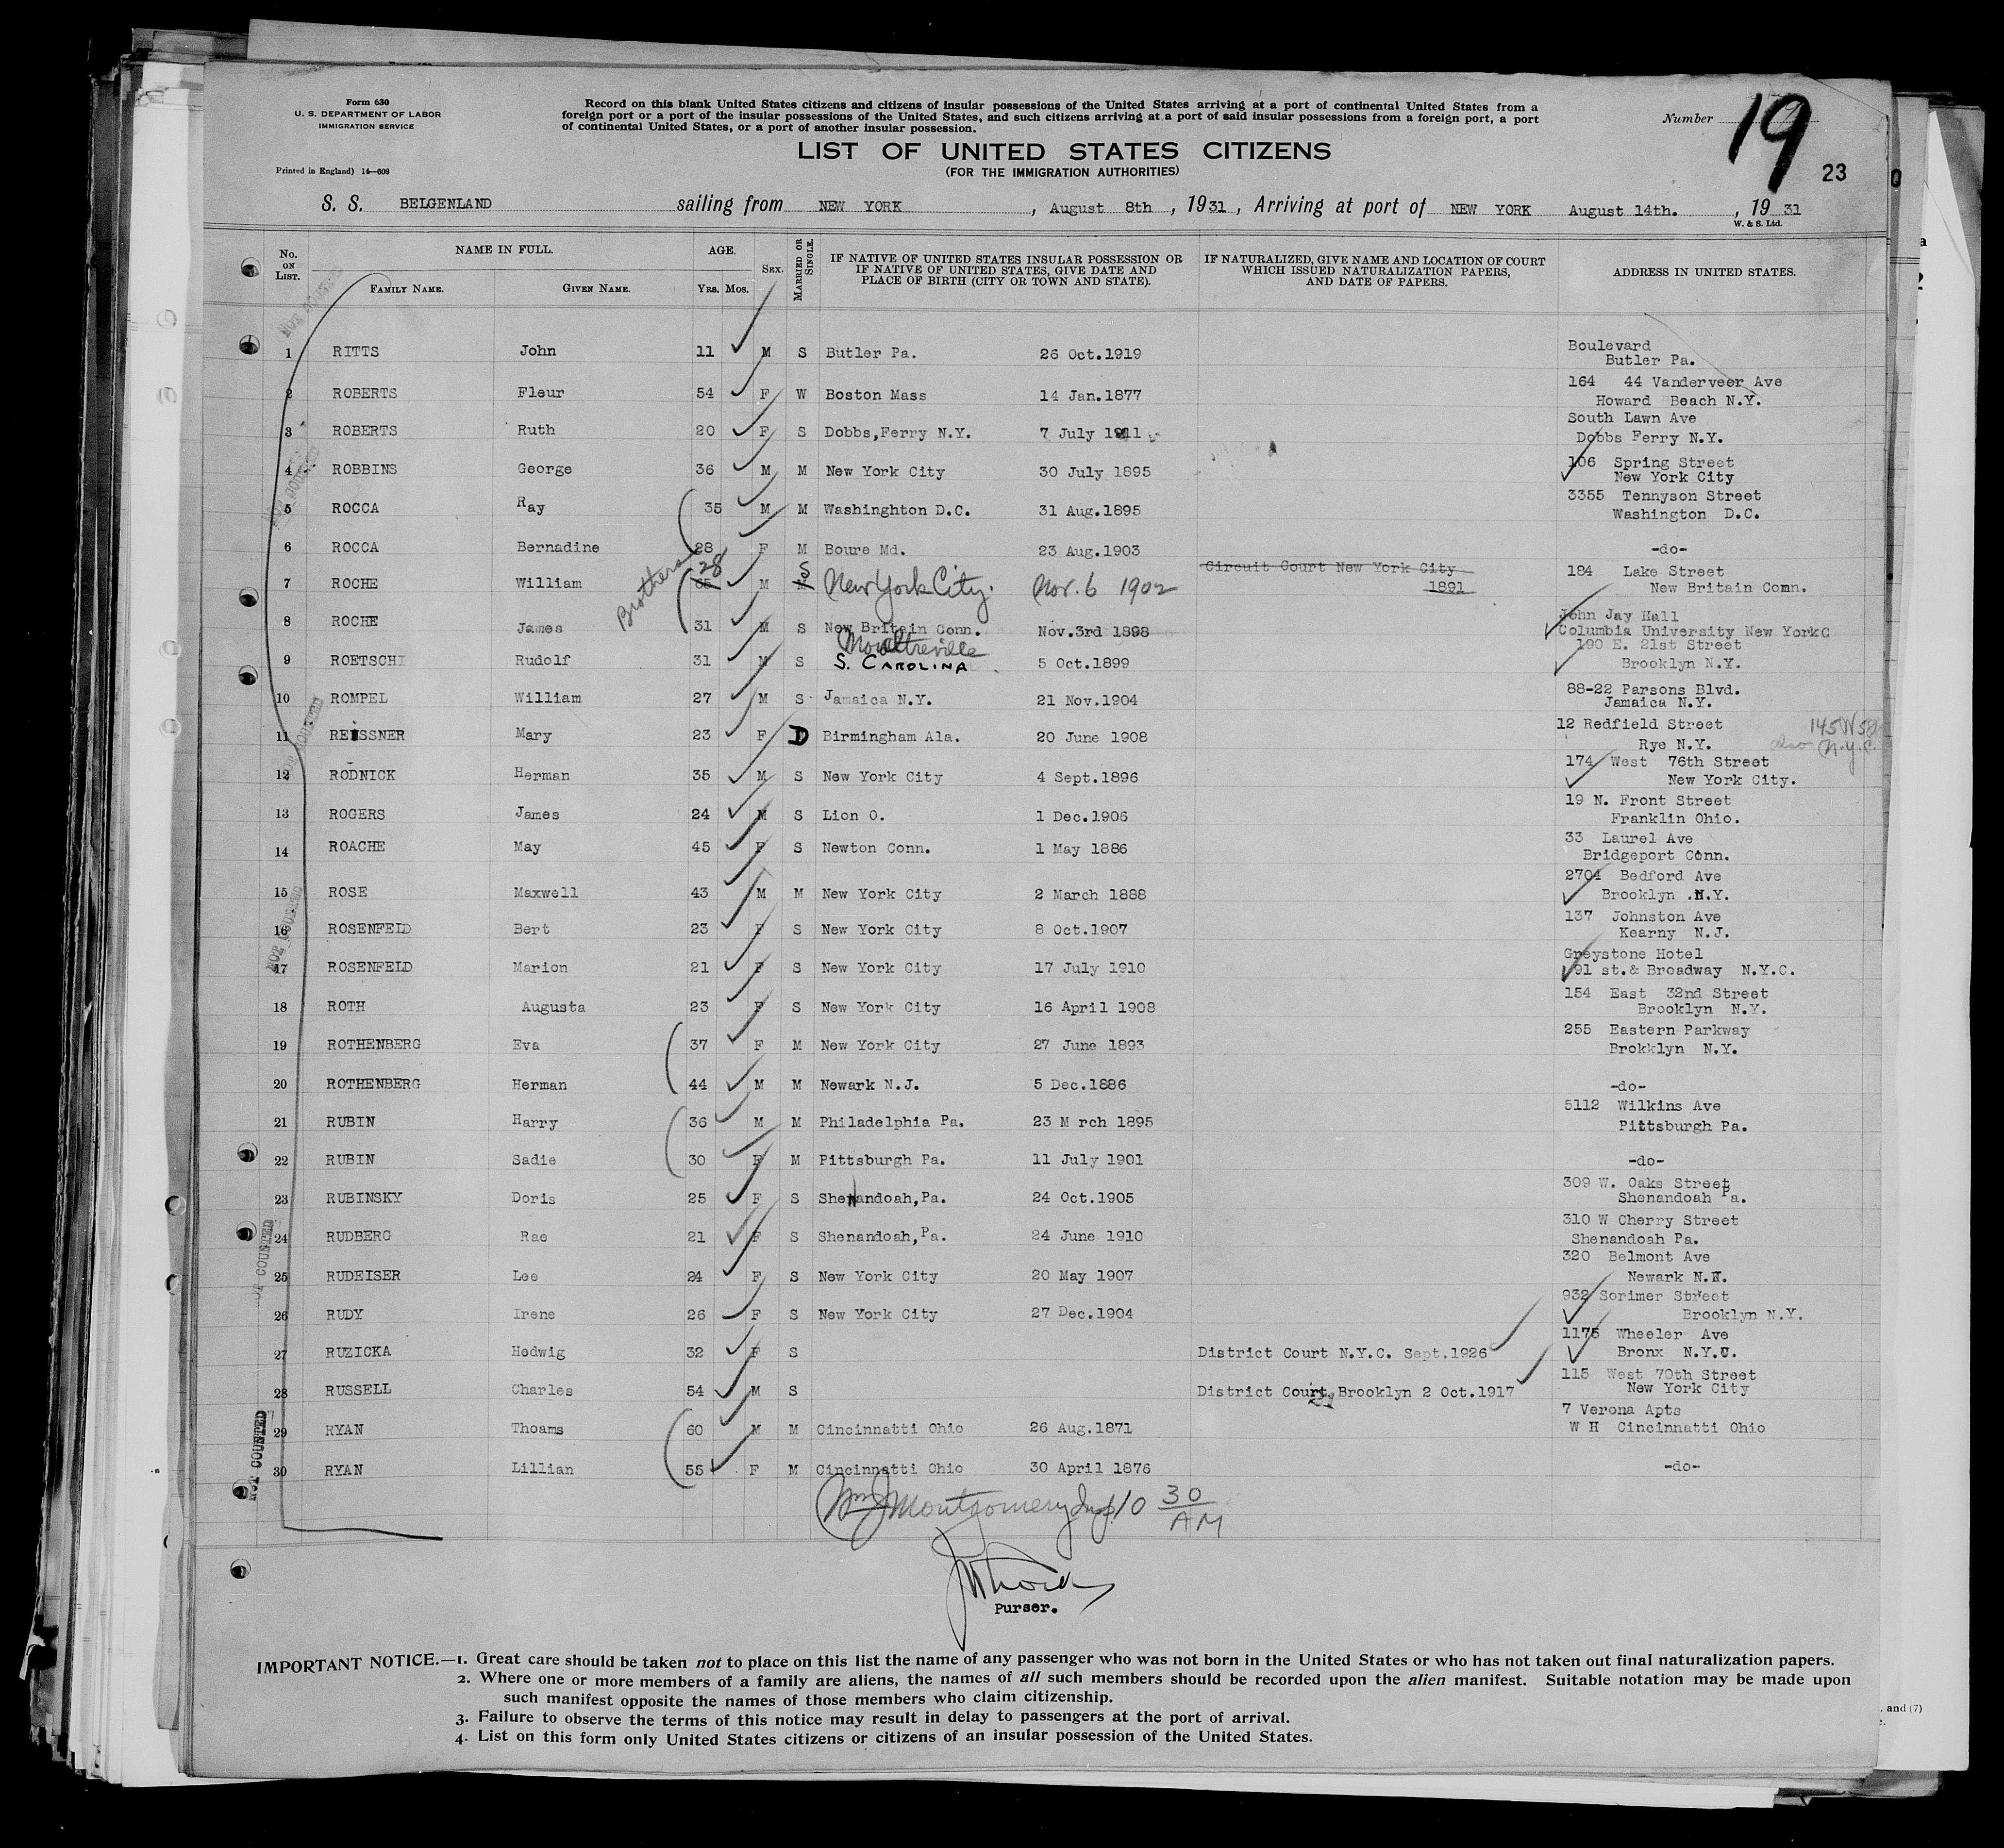 Form 630
U. S. DEPARTMENT OF LABOR
IMMIGRATION SERVICE
Printed in England) 14—608
Record on this blank United States citizens and citizens of insular possessions of the United States arriving at a port of continental United States from a
foreign port or a port of the insular possessions of the United States, and such citizens arriving at a port of said insular possessions from a foreign port, a port
of continental United States, or a port of another insular possession.
LIST OF UNITED STATES CITIZENS
(FOR THE IMMIGRATION AUTHORITIES)
Number 19
23
S. S. BELGENLAND sailing from NEW YORK, August 8th, 1931, Arriving at port of NEW YORK August 14th., 19 31
W. & S. Ltd.
No. ON LIST. NAME IN FULL. FAMILY NAME. GIVEN NAME. AGE. YRS. MOS. SEX. MARRIED OR SINGLE. IF NATIVE OF UNITED STATES INSULAR POSSESSION OR IF NATIVE OF UNITED STATES, GIVE DATE AND PLACE OF BIRTH (CITY OR TOWN AND STATE). IF NATURALIZED, GIVE NAME AND LOCATION OF COURT WHICH ISSUED NATURALIZATION PAPERS, AND DATE OF PAPERS. ADDRESS IN UNITED STATES.
1 RITTS John 11 M S Butler Pa. 26 Oct.1919 Boulevard Butler Pa.
2 ROBERTS Fleur 54 F W Boston Mass 14 Jan.1877 164 44 Vanderveer Ave Howard Beach N.Y.
3 ROBERTS Ruth 20 F S Dobbs,Ferry N.Y. 7 July 1911 South Lawn Ave Dobbs Ferry N.Y.
4 ROBBINS George 36 M M New York City 30 July 1895 106 Spring Street New York City
5 ROCCA Ray 35 M M Washinghton D.C. 31 Aug.1895 3355 Tennyson Street Washington D.C.
6 ROCCA Bernadine 28 F M Boure Md. 23 Aug.1903 -do-
Brothers
7 ROCHE William 65 28 M S New York City. Nov. 6 1902 Circuit Court New York City 1891 184 Lake Street New Britain Comn.
8 ROCHE James 31 M S New Britain Conn. Nov.3rd 1898 John Jay Hall Columbia University New YorkC
9 ROETSCHI Rudolf 31 M S Moultreville S. CAROLINA 5 Oct.1899 190 E. 21st Street Brooklyn N.Y.
10 ROMPEL William 27 M S Jamaica N.Y. 21 Nov.1904 88-22 Parsons Blvd. Jamaica N.Y.
11 REISSNER Mary 23 F D Birmingham Ala. 20 June 1908 12 Redfield Street Rye N.Y. also 145 W 58 N.Y.C.
12 RODNICK Herman 35 M S New York City 4 Sept.1896 174 West 76th Street New York City.
13 ROGERS James 24 M S Lion O. 1 Dec.1906 19 N. Front Street Franklin Ohio.
14 ROACHE May 45 F S Newton Conn. 1 May 1886 33 Laurel Ave Bridgeport Conn.
15 ROSE Maxwell 43 M M New York City 2 March 1888 2704 Bedford Ave Brooklyn .N.Y.
16 ROSENFELD Bert 23 F S New York City 8 Oct.1907 137 Johnston Ave Kearny N.J.
17 ROSENFELD Marion 21 F S New York City 17 July 1910 Greystone Hotel 91 st.& Broadway N.Y.C.
18 ROTH Augusta 23 F S New York City 16 April 1908 154 East 32nd Street Brooklyn N.Y.
19 ROTHENBERG Eva 37 F M New York City 27 June 1893 255 Eastern Parkway Brokklyn N.Y.
20 ROTHENBERG Herman 44 M M Newark N.J. 5 Dec.1886 -do-
21 RUBIN Harry 36 M M Philadelphia Pa. 23 M rch 1895 5112 Wilkins Ave Pittsburgh Pa.
22 RUBIN Sadie 30 F M Pittsburgh Pa. 11 July 1901 -do-
23 RUBINSKY Doris 25 F S Shenandoah,Pa. 24 Oct.1905 309 W. Oaks Street Shenandoah Pa.
24 RUDBERG Rae 21 F S Shenandoah,Pa. 24 June 1910 310 W Cherry Street Shenandoah Pa.
25 RUDEISER Lee 24 F S New York City 20 May 1907 320 Belmont Ave Newark N.
26 RUDY Irene 26 F S New York City 27 Dec.1904 932 Sorimer Street Brooklyn N.Y.
27 RUZICKA Hedwig 32 F S District Court N.Y.C. Sept.1926 1175 Wheeler Ave Bronx N.Y.C.
28 RUSSELL Charles 54 M S District Court, Brooklyn 2 Oct.1917 115 West 70th Street New York City
29 RYAN Thoams 60 M M Cincinnatti Ohio 26 Aug.1871 7 Verona Apts W H Cincinnatti Ohio
30 RYAN Lillian 55 F M Cincinnatti Ohio 30 April 1876 -do-
NOT COUNTED
NOT COUNTED
NOT COUNTED
NOT COUNTED
NOT COUNTED
NOT COUNTED
Wm J Montgomery Insp 10 30 AM
Purser.
IMPORTANT NOTICE.—1. Great care should be taken not to place on this list the name of any passenger who was not born in the United States or who has not taken out final naturalization papers.
2. Where one or more members of a family are aliens, the names of all such members should be recorded upon the alien manifest. Suitable notation may be made upon
such manifest opposite the names of those members who claim citizenship.
3. Failure to observe the terms of this notice may result in delay to passengers at the port of arrival.
4. List on this form only United States citizens or citizens of an insular possession of the United States.
, and (7)